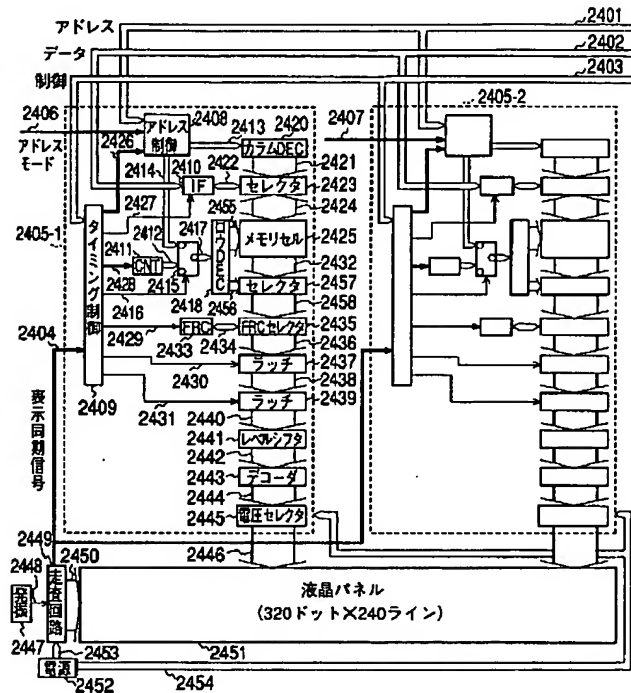 アドレス
データ
制御
2401
2402
2403
2406
アドレス
モード
2426
アドレス
制御
2408
2413
2420
2407
2405-2
2414
2410
2422
カラムDEC
2421
2427
IF
セレクタ
2423
2424
2405-1
タイミング制御
2411
2412
2417
2455
ロウDEC
メモリセル
2425
CNT
2432
2428
2415
2418
2456
セレクタ
2457
2416
2458
2404
2429
FRC
2433
2434
FRCセレクタ
2435
2436
2430
ラッチ
2437
2438
2409
2431
ラッチ
2439
2440
表示同期信号
2441
レベルシフタ
2442
2443
デコーダ
2444
2445
電圧セレクタ
2446
2449
2450
2448
走査回路
発振
2447
液晶パネル
(320ドット×240ライン)
2453
2451
電源
2452
2454